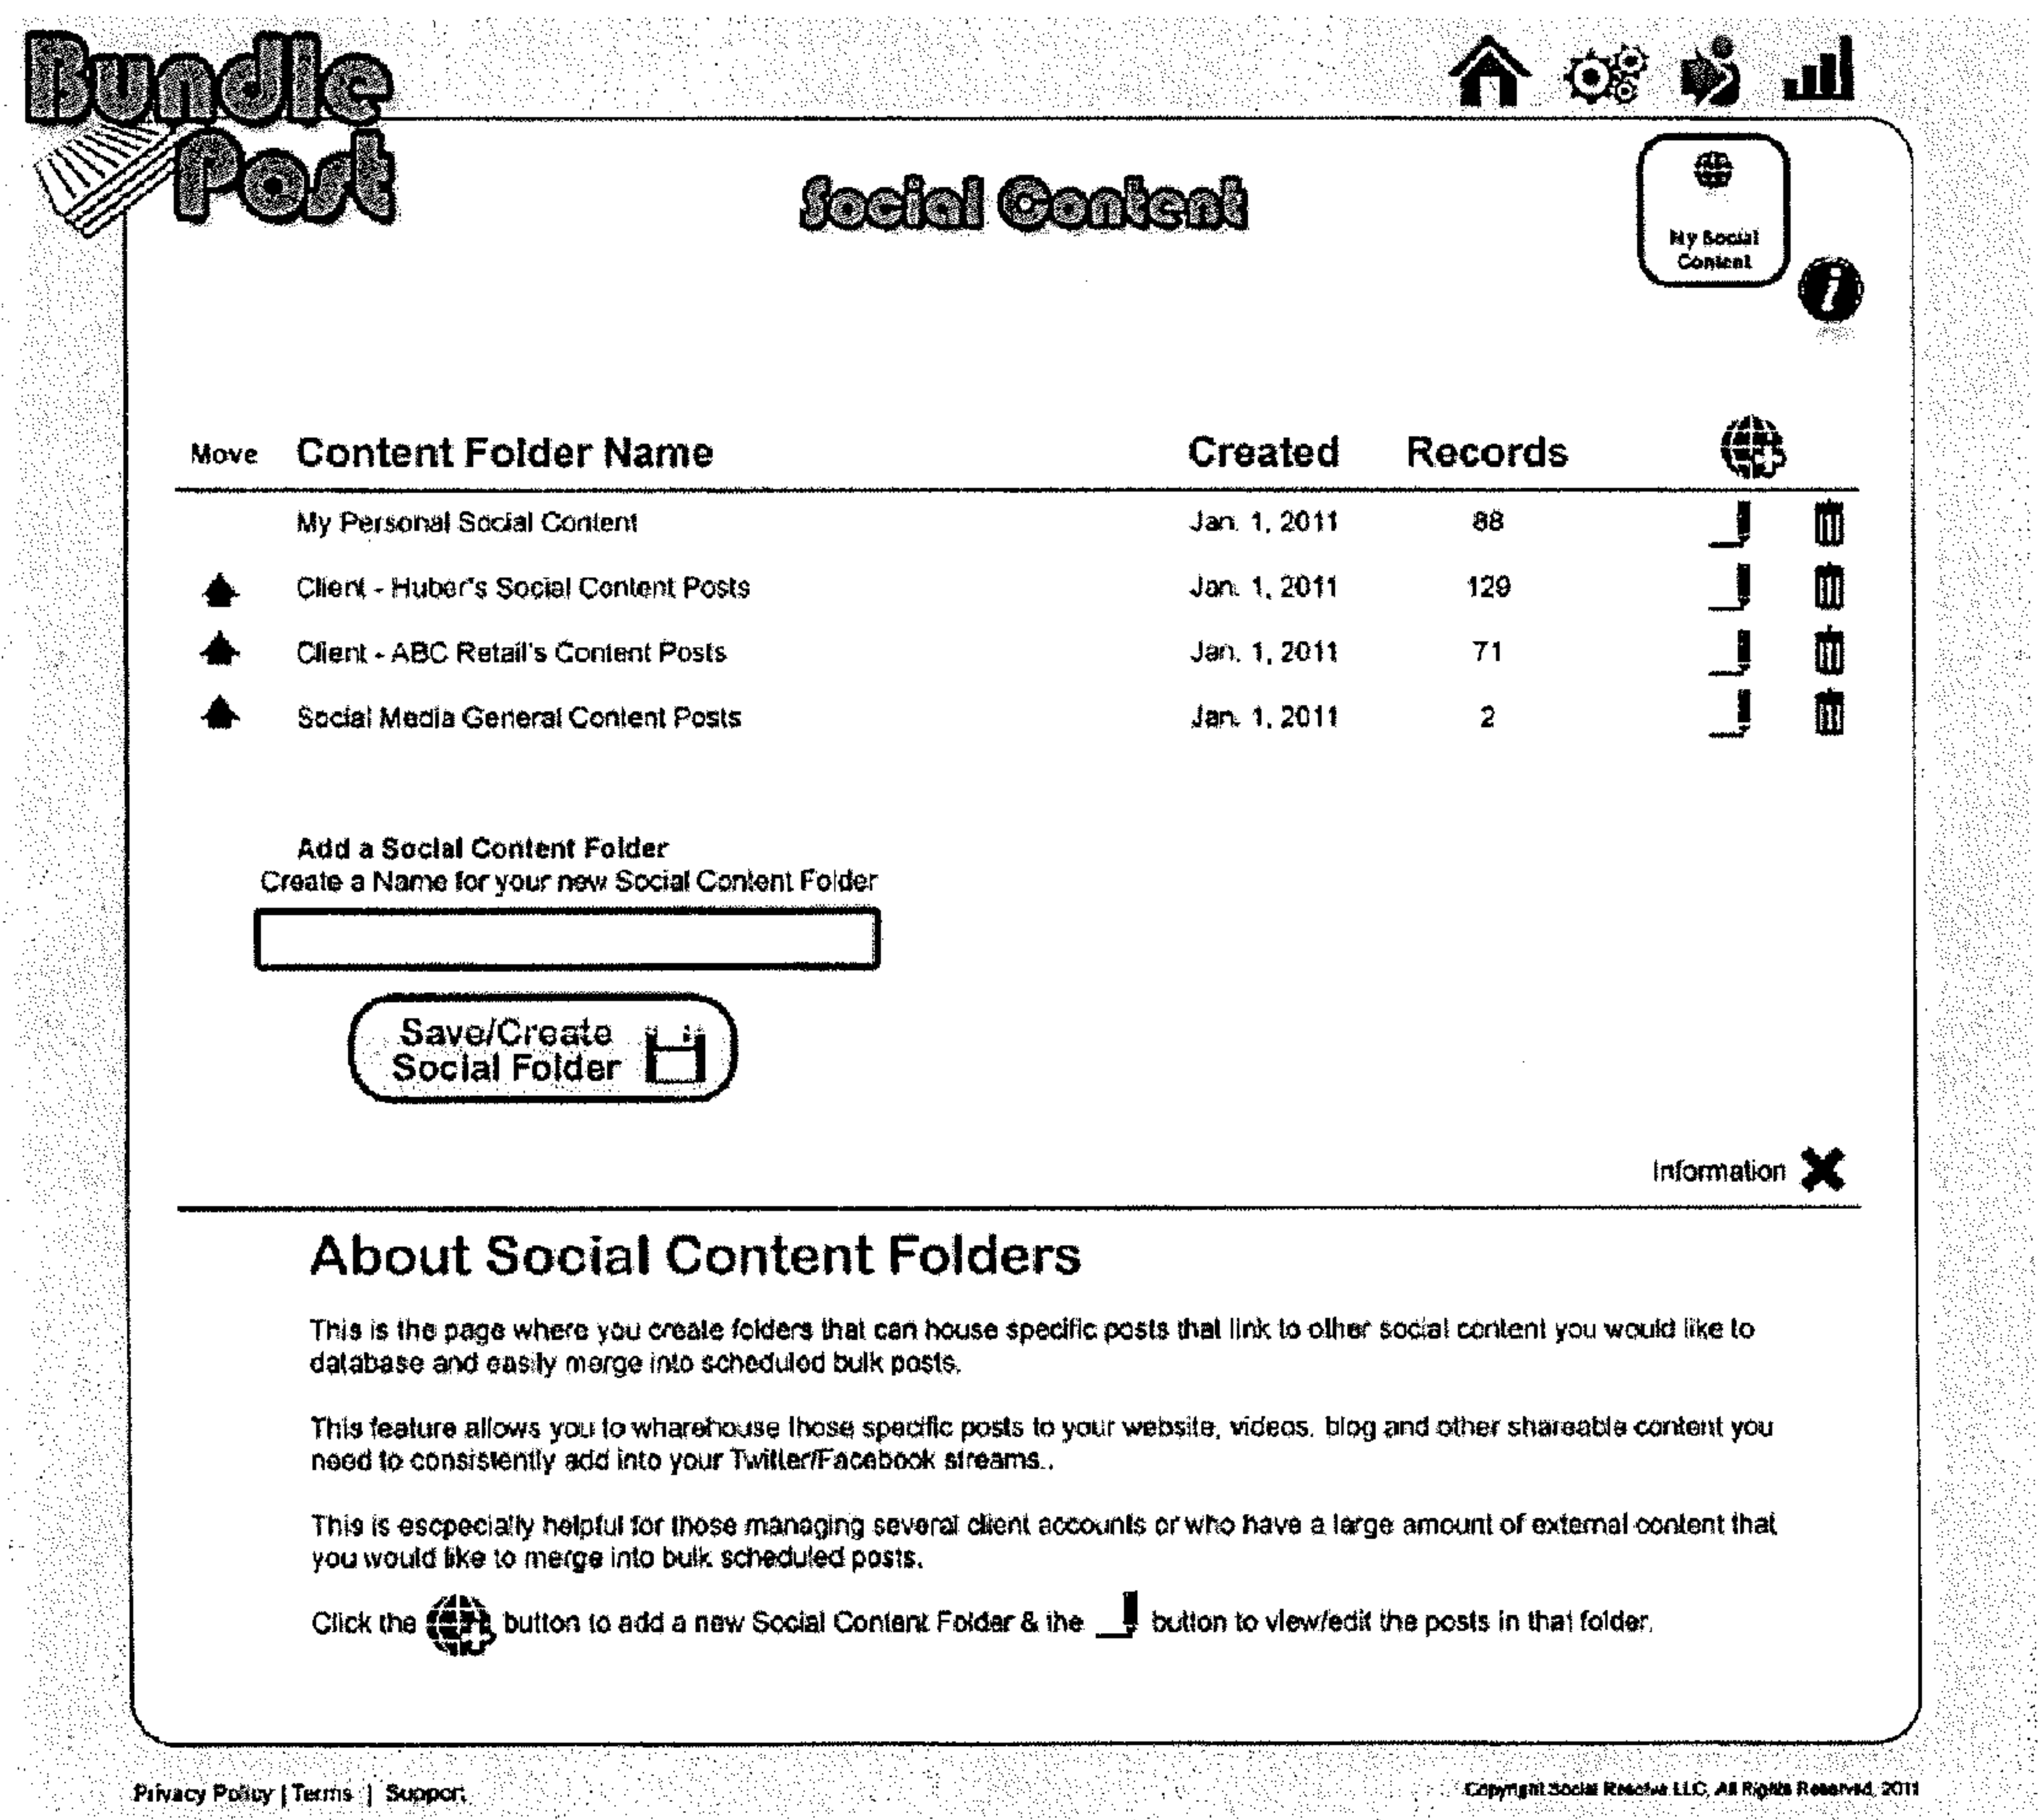 Bundle
Post
Social Content
My Social
Content
i
Move Content Folder Name Created Records
My Personal Social Content Jan. 1, 2011 88
Client - Huber's Social Content Posts Jan. 1, 2011 129
Client - ABC Retail's Content Posts Jan. 1, 2011 71
Social Media General Content Posts Jan. 1, 2011 2
Add a Social Content Folder
Create a Name for your new Social Content Folder
Save/Create
Social Folder
Information
About Social Content Folders
This is the page where you create folders that can house specific posts that link to other social content you would like to
database and easily merge into scheduled bulk posts.
This feature allows you to wharehouse those specific posts to your website, videos, blog and other shareable content you
need to consistently add into your Twitter/Facebook streams..
This is escpecially helpful for those managing several client accounts or who have a large amount of external content that
you would like to merge into bulk scheduled posts.
Click the button to add a new Social Content Folder & the button to view/edit the posts in that folder.
Privacy Policy | Terms | Support
Copyright Social Resolve LLC, All Rights Reserved, 2011